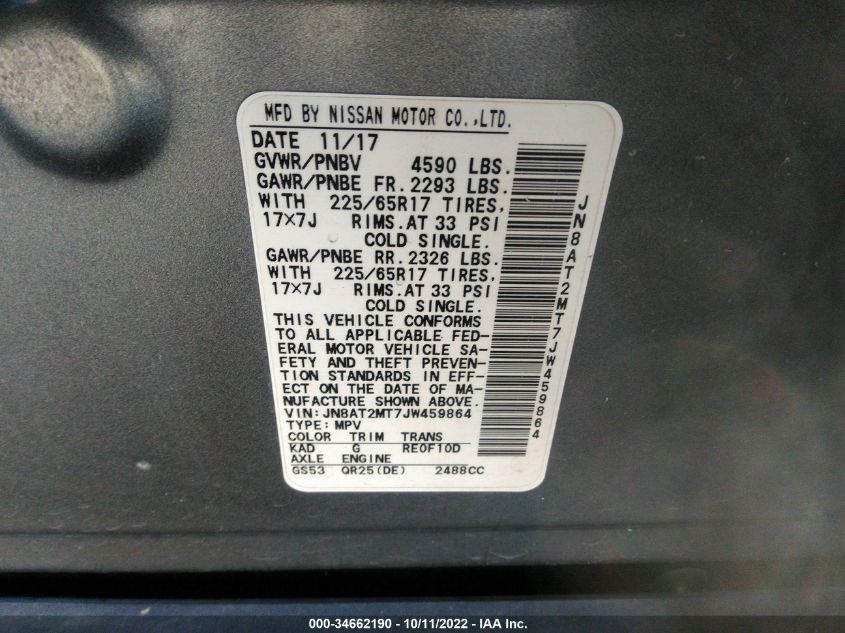 MFD BY NISSAN MOTOR CO.,LTD.
DATE 11/17
GVWR/PNBV 4590 LBS.
GAWR/PNBE FR. 2293 LBS.
WITH 225/65R17 TIRES,
17×7J RIMS.AT 33 PSI
COLD SINGLE.
GAWR/PNBE RR. 2326 LBS.
WITH 225/65R17 TIRES,
17×7J RIMS.AT 33 PSI
COLD SINGLE.
THIS VEHICLE CONFORMS
TO ALL APPLICABLE FED-
ERAL MOTOR VEHICLE SA-
FETY AND THEFT PREVEN-
TION STANDARDS IN EFF-
ECT ON THE DATE OF MA-
NUFACTURE SHOWN ABOVE.
VIN:JN8AT2MT7JW459864
TYPE:MPV
COLOR TRIM TRANS
KAD G RE0F10D
AXLE ENGINE
GS53 QR25(DE) 2488CC
JN8AT2MT7JW459864
000-34662190 - 10/11/2022 - IAA Inc.